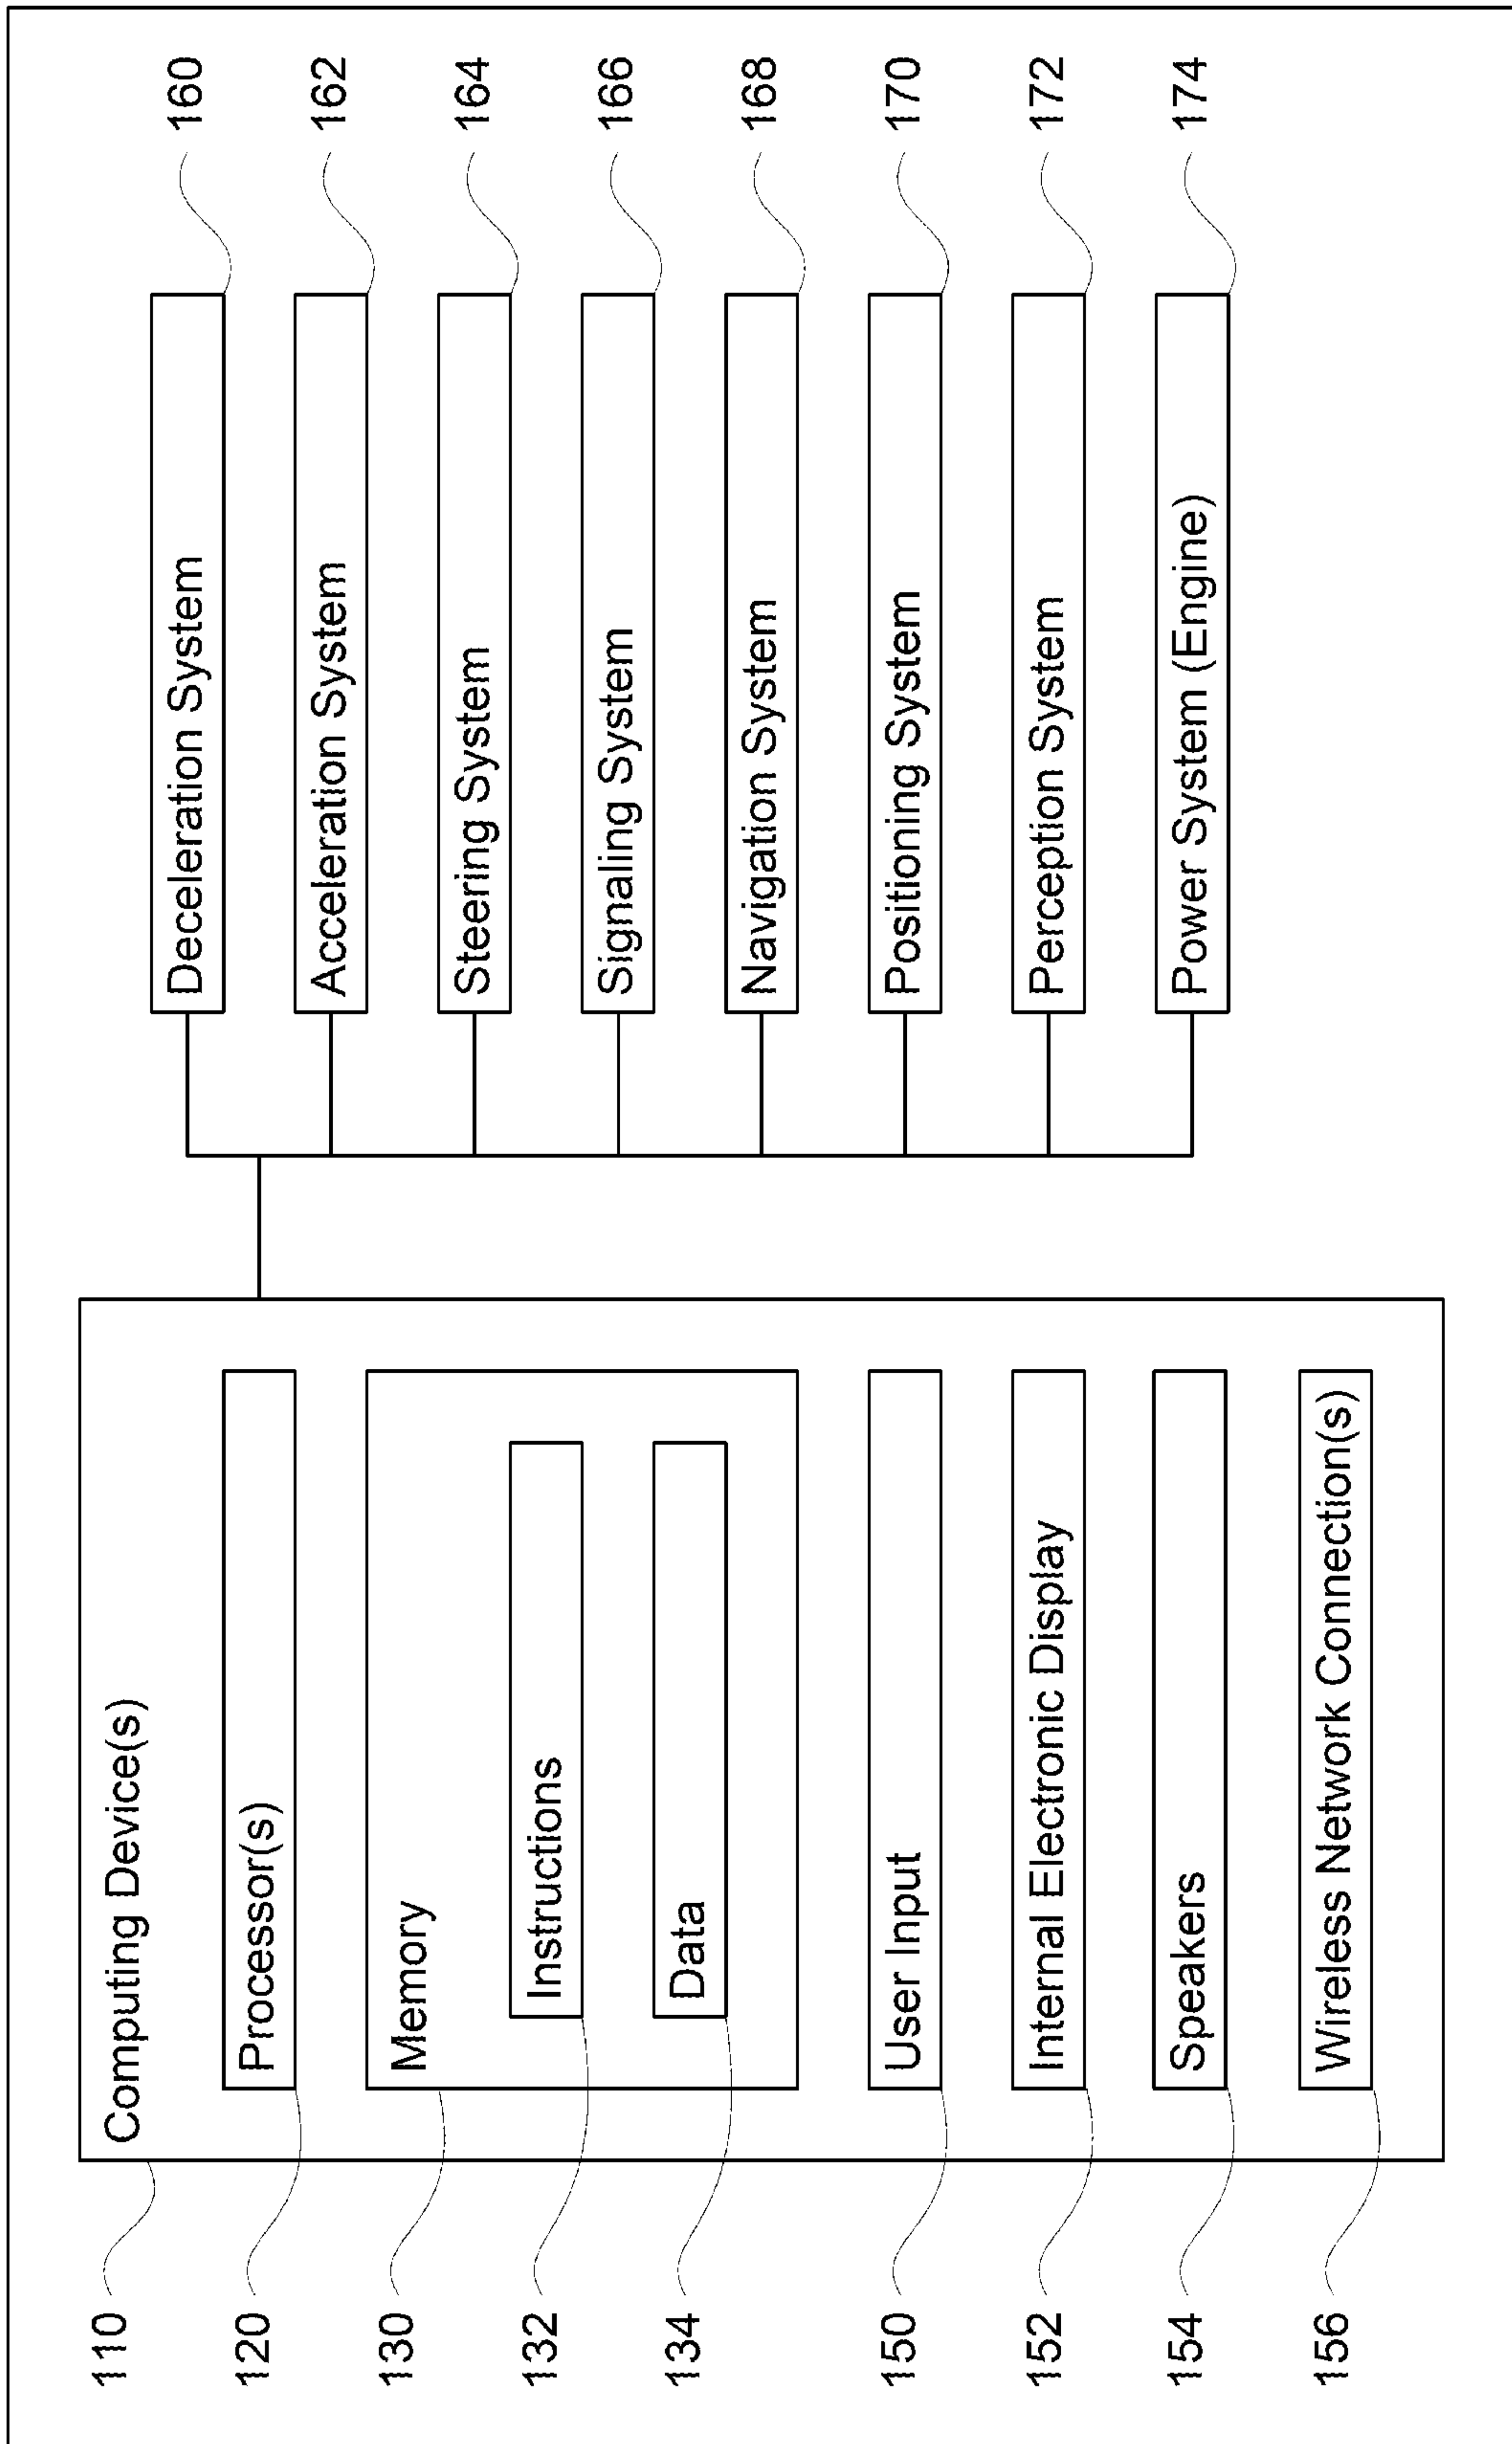 110
Computing Device(s)
120
Processor(s)
130
Memory
132
Instructions
134
Data
150
User Input
152
Internal Electronic Display
154
Speakers
156
Wireless Network Connection(s)
Deceleration System
160
Acceleration System
162
Steering System
164
Signaling System
166
Navigation System
168
Positioning System
170
Perception System
172
Power System (Engine)
174